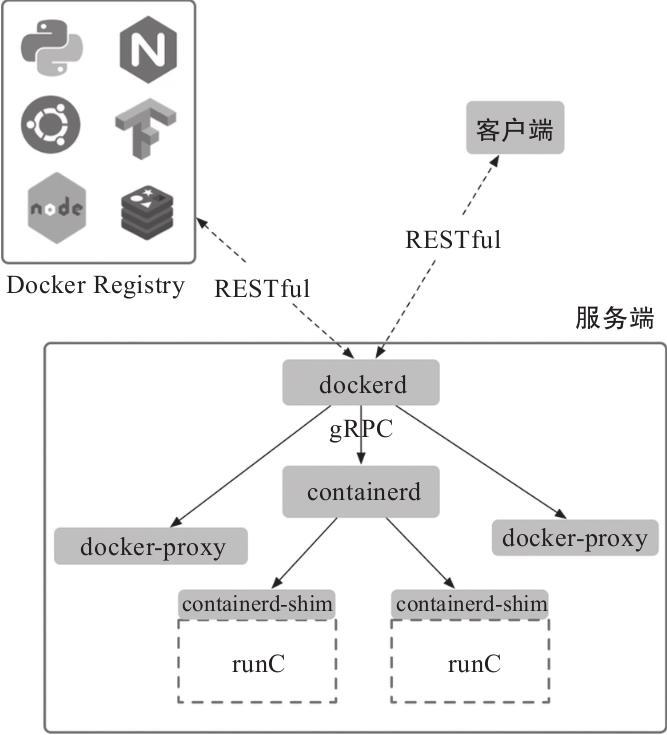 N
node
客户端
RESTful
Docker Registry
RESTful
服务端
dockerd
gRPC
containerd
docker-proxy
docker-proxy
containerd-shim
containerd-shim
runC
runC